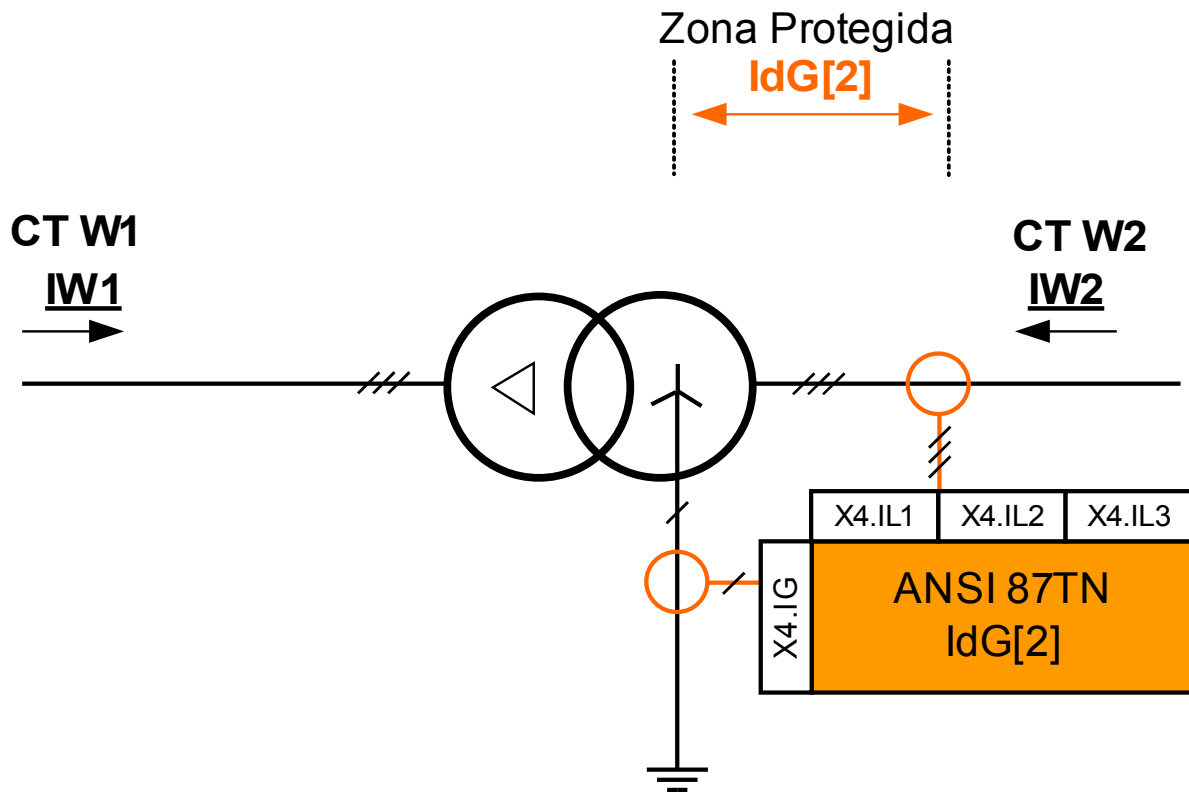 Zona Protegida
IdG[2]
CT W1
IW1
CT W2
IW2
X4.IL1
X4.IL2
X4.IL3
X4.IG
ANSI 87TN
IdG[2]